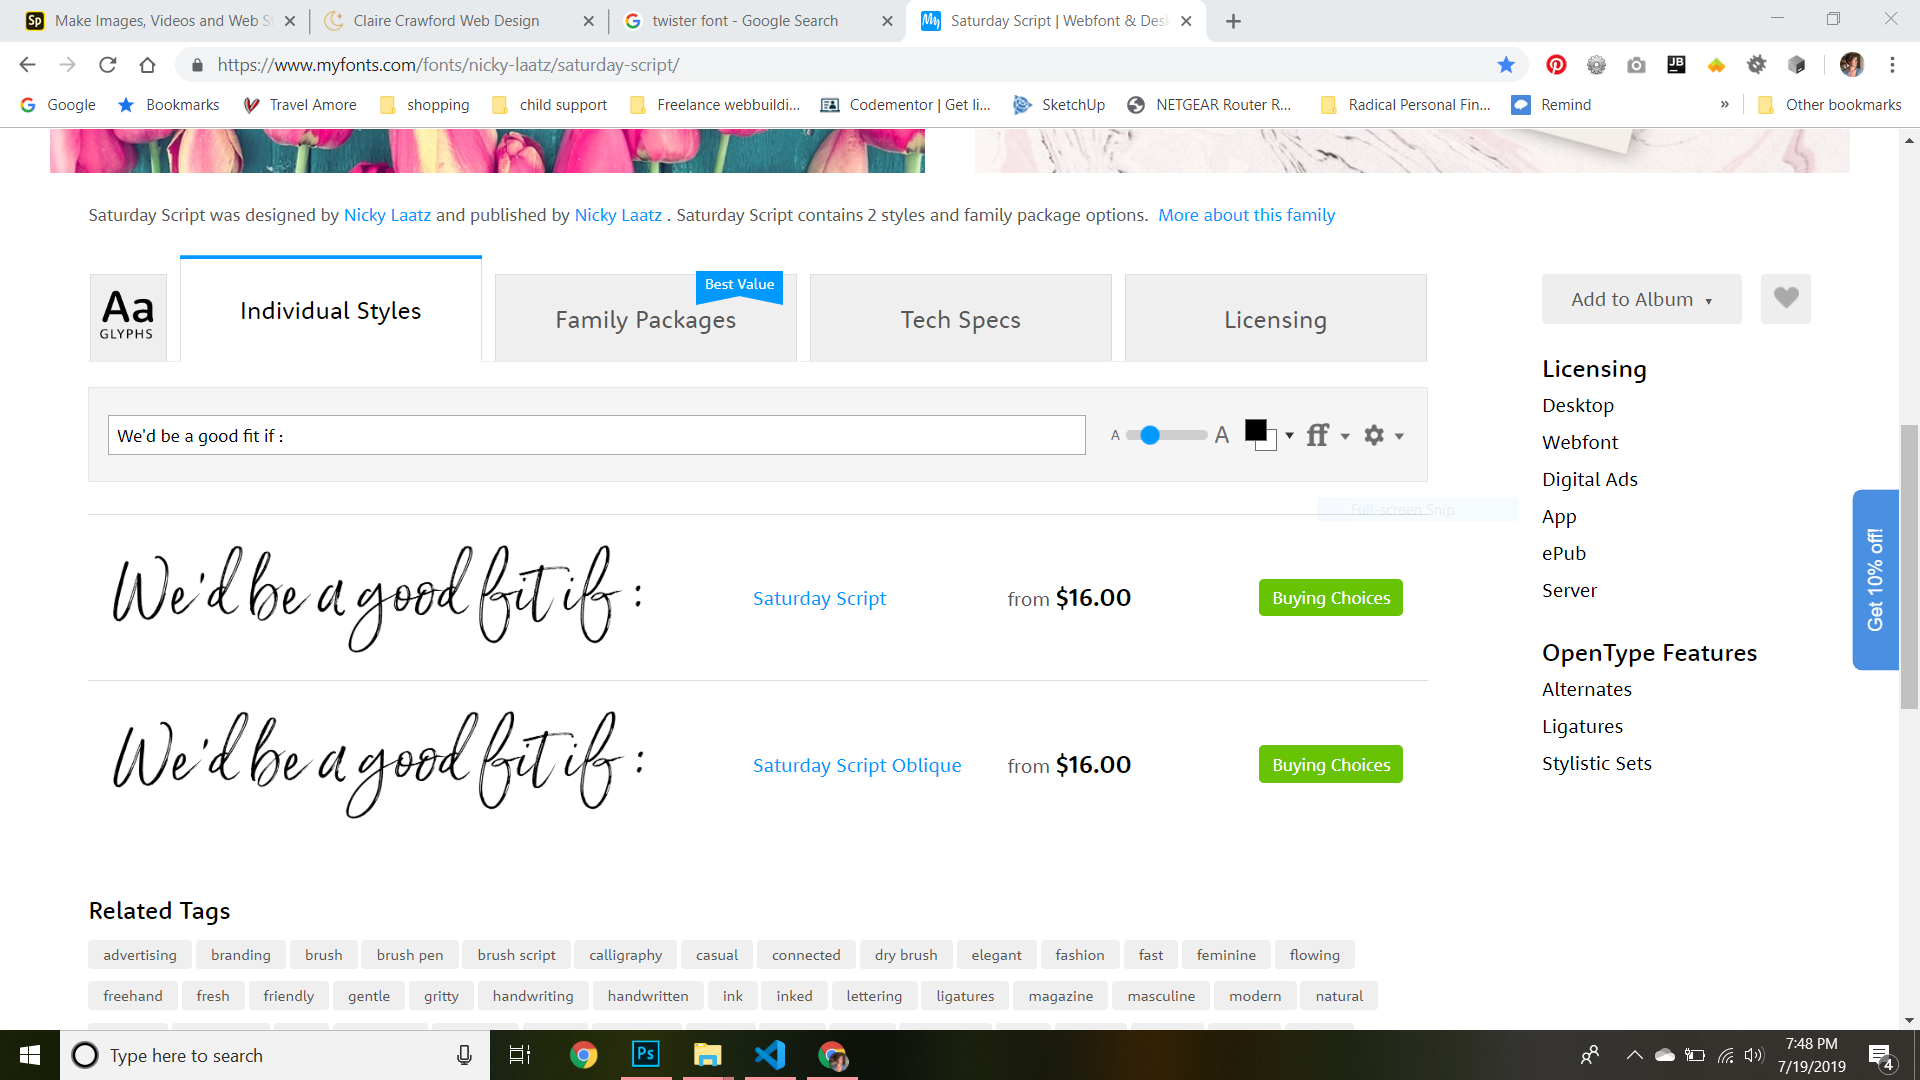 Make Images, Videos and Web S
Claire Crawford Web Design
twister font - Google Search
Saturday Script | Webfont & Des
https://www.myfonts.com/fonts/nicky-laatz/saturday-script/
Google
Bookmarks
Travel Amore
shopping
child support
Freelance webbuildi...
Codementor | Get li...
SketchUp
NETGEAR Router R...
Radical Personal Fin...
Remind
»
Other bookmarks
Saturday Script was designed by Nicky Laatz and published by Nicky Laatz . Saturday Script contains 2 styles and family package options. More about this family
Aa
GLYPHS
Individual Styles
Best Value
Family Packages
Tech Specs
Licensing
Add to Album
We'd be a good fit if :
A
A
ff
Full-screen Snip
We'd be a good fit if :
Saturday Script
from $16.00
Buying Choices
We'd be a good fit if :
Saturday Script Oblique
from $16.00
Buying Choices
Licensing
Desktop
Webfont
Digital Ads
App
ePub
Server
OpenType Features
Alternates
Ligatures
Stylistic Sets
Get 10% off!
Related Tags
advertising branding brush brush pen brush script calligraphy casual connected dry brush elegant fashion fast feminine flowing
freehand fresh friendly gentle gritty handwriting handwritten ink inked lettering ligatures magazine masculine modern natural
Type here to search
7:48 PM
7/19/2019
4
Sp
My
JB
Ps